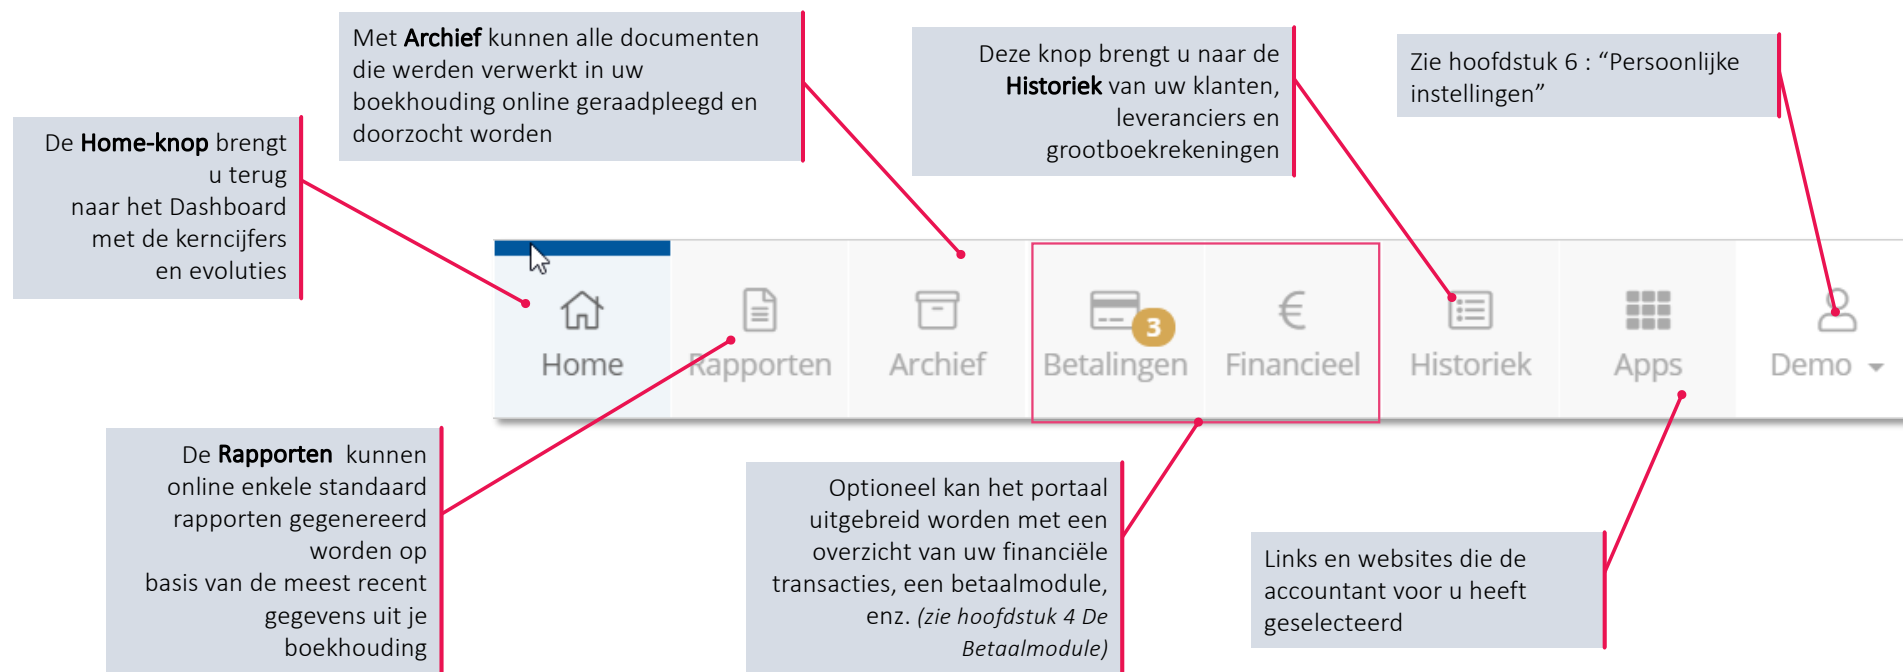 Met Archief kunnen alle documenten
die werden verwerkt in uw
boekhouding online geraadpleegd en
doorzocht worden
Deze knop brengt u naar de
Historiek van uw klanten,
leveranciers en
grootboekrekeningen
Zie hoofdstuk 6 : “Persoonlijke
instellingen”
De Home-knop brengt
u terug
naar het Dashboard
met de kerncijfers
en evoluties
Home
Rapporten
Archief
3
Betalingen
€
Financieel
Historiek
Apps
Demo
De Rapporten kunnen
online enkele standaard
rapporten gegenereerd
worden op
basis van de meest recent
gegevens uit je
boekhouding
Optioneel kan het portaal
uitgebreid worden met een
overzicht van uw financiële
transacties, een betaalmodule,
enz. (zie hoofdstuk 4 De
Betaalmodule)
Links en websites die de
accountant voor u heeft
geselecteerd